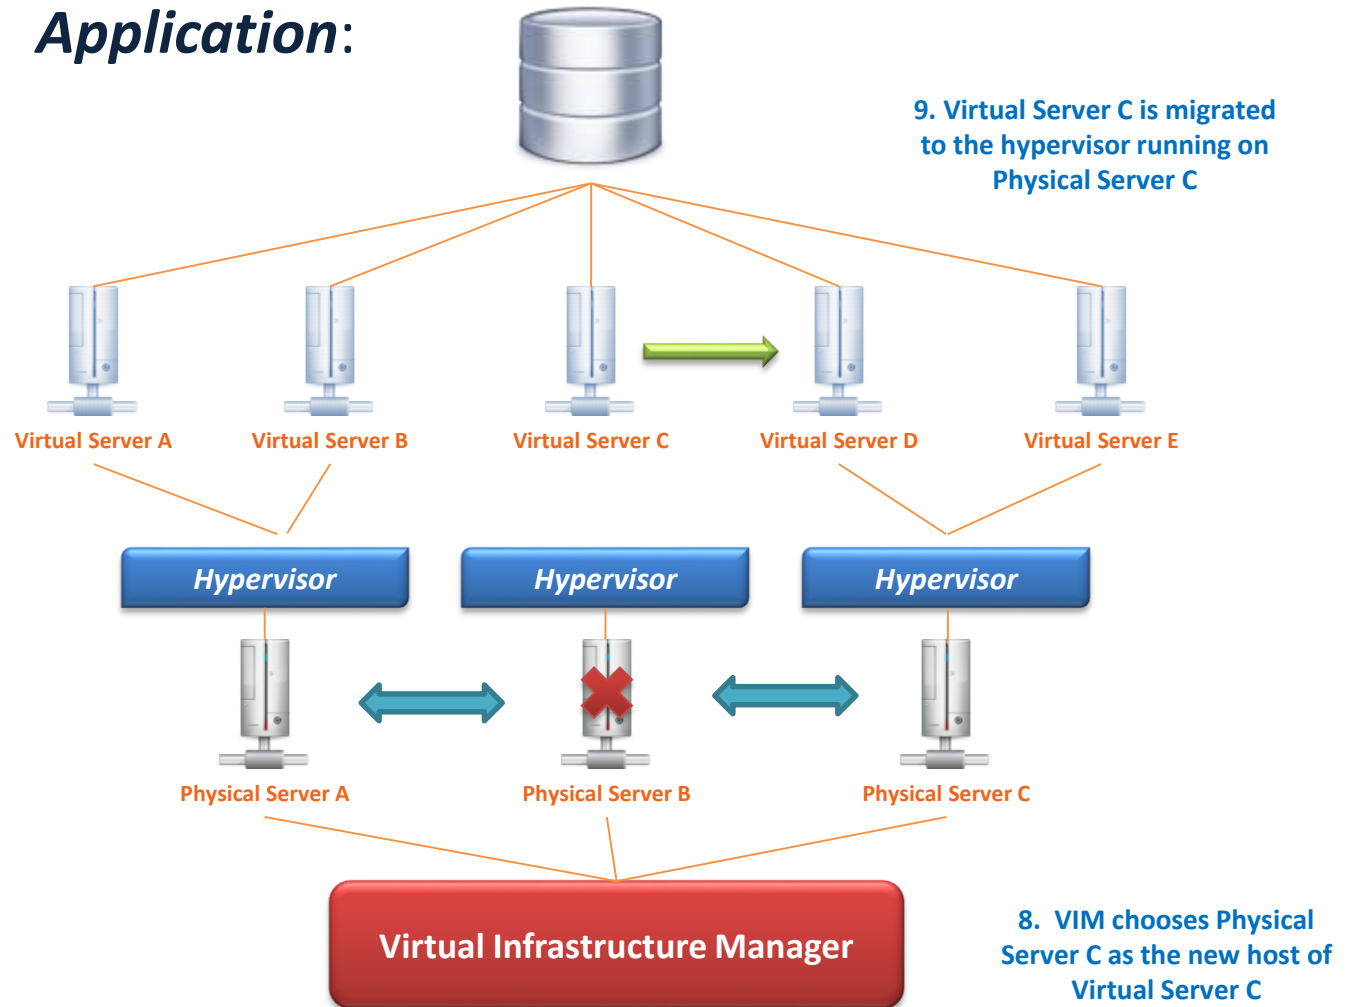 Application:
9. Virtual Server C is migrated
to the hypervisor running on
Physical Server C
Virtual Server A
Virtual Server B
Virtual Server C
Virtual Server D
Virtual Server E
Hypervisor
Hypervisor
Hypervisor
Physical Server A
Physical Server B
Physical Server C
Virtual Infrastructure Manager
8. VIM chooses Physical
Server C as the new host of
Virtual Server C